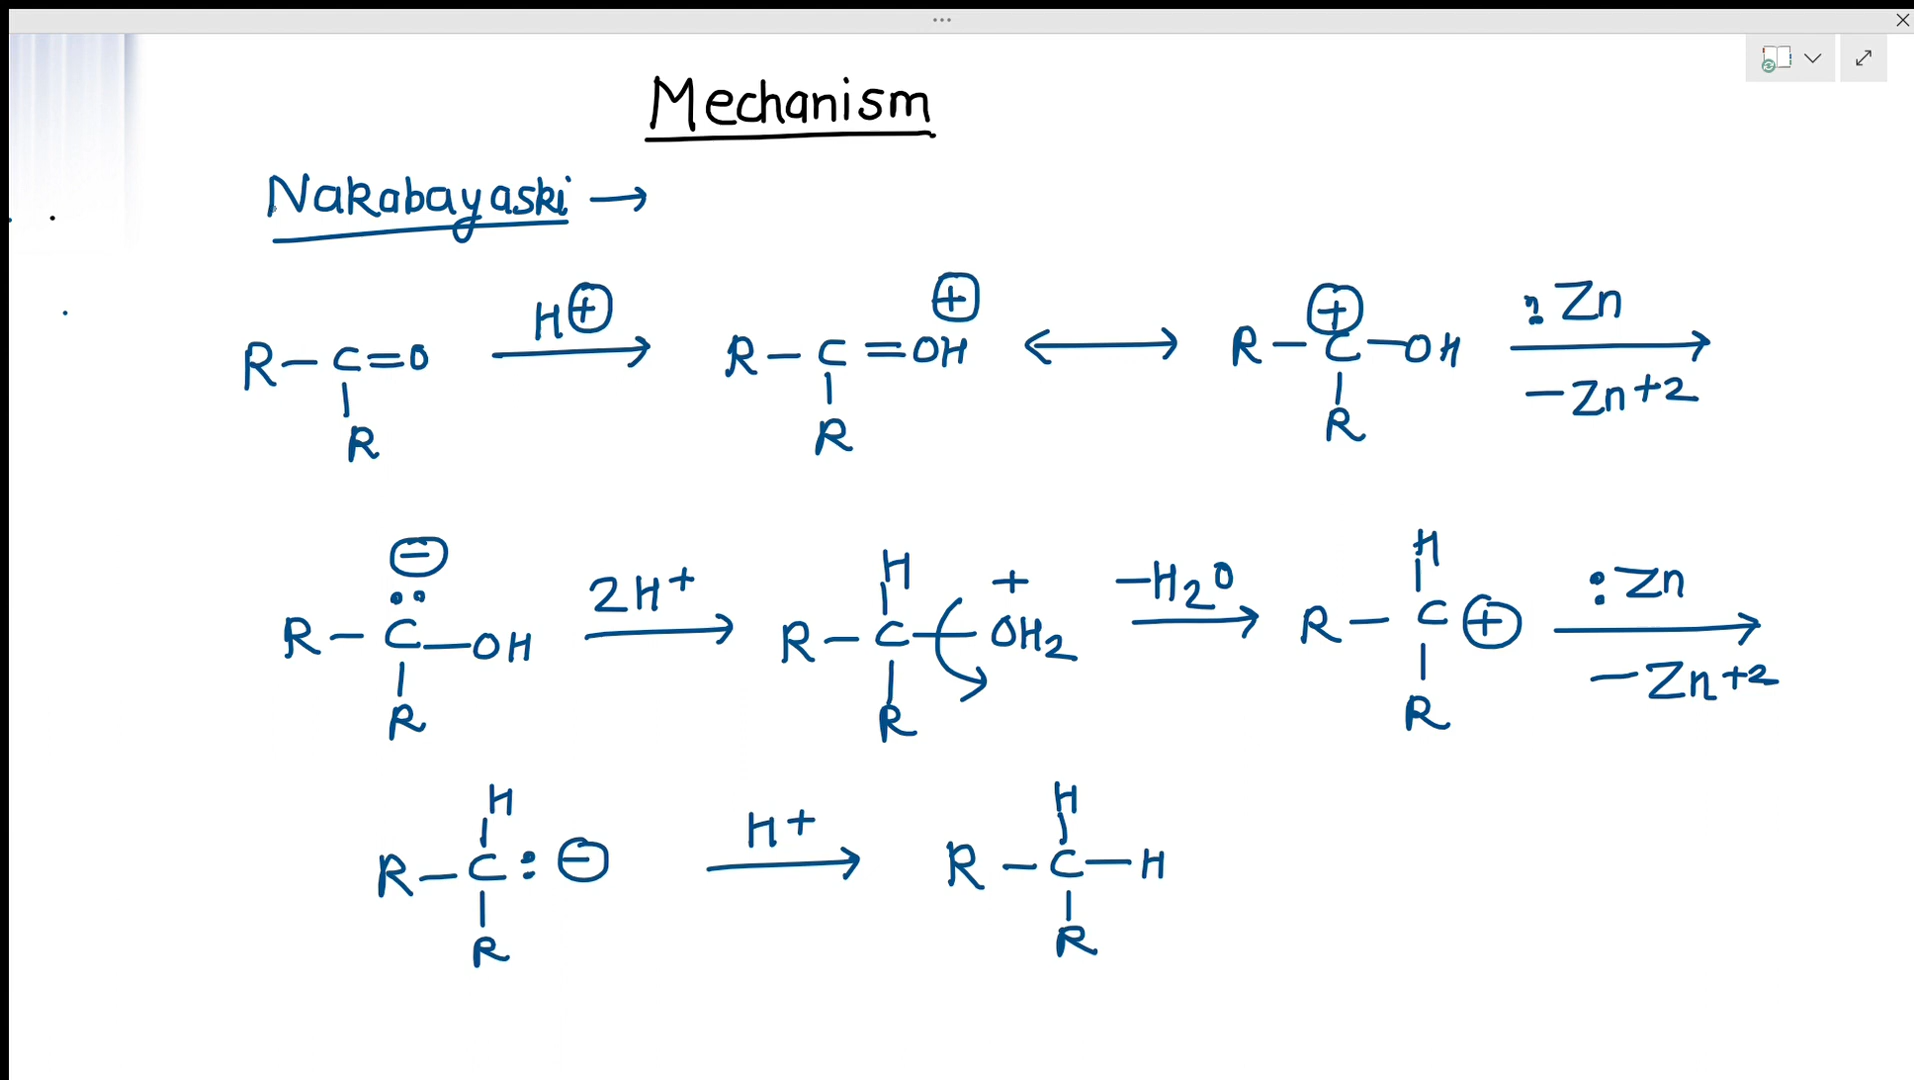 Mechanism
Nakabayaski →
R–C=O H⊕ → R–C=OH ⊕ ↔ R–C–OH ⊕ :Zn → –Zn+2
R R R
⊖ H + H
R–C̈–OH 2H+ → R–C–OH2 –H2O → R–C⊕ :Zn → –Zn+2
R R R
H H
R–C:⊖ H+ → R–C–H
R R